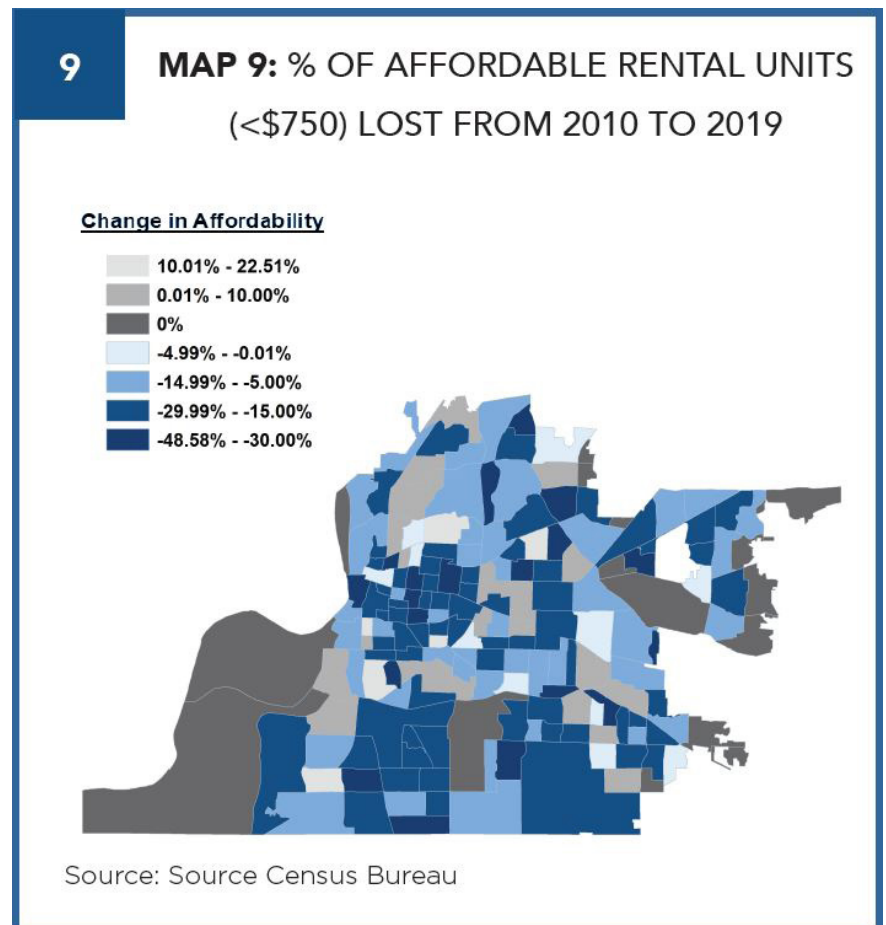 9
MAP 9: % OF AFFORDABLE RENTAL UNITS
(<$750) LOST FROM 2010 TO 2019
Change in Affordability
10.01% - 22.51%
0.01% - 10.00%
0%
-4.99% - -0.01%
-14.99% - -5.00%
-29.99% - -15.00%
-48.58% - -30.00%
Source: Source Census Bureau